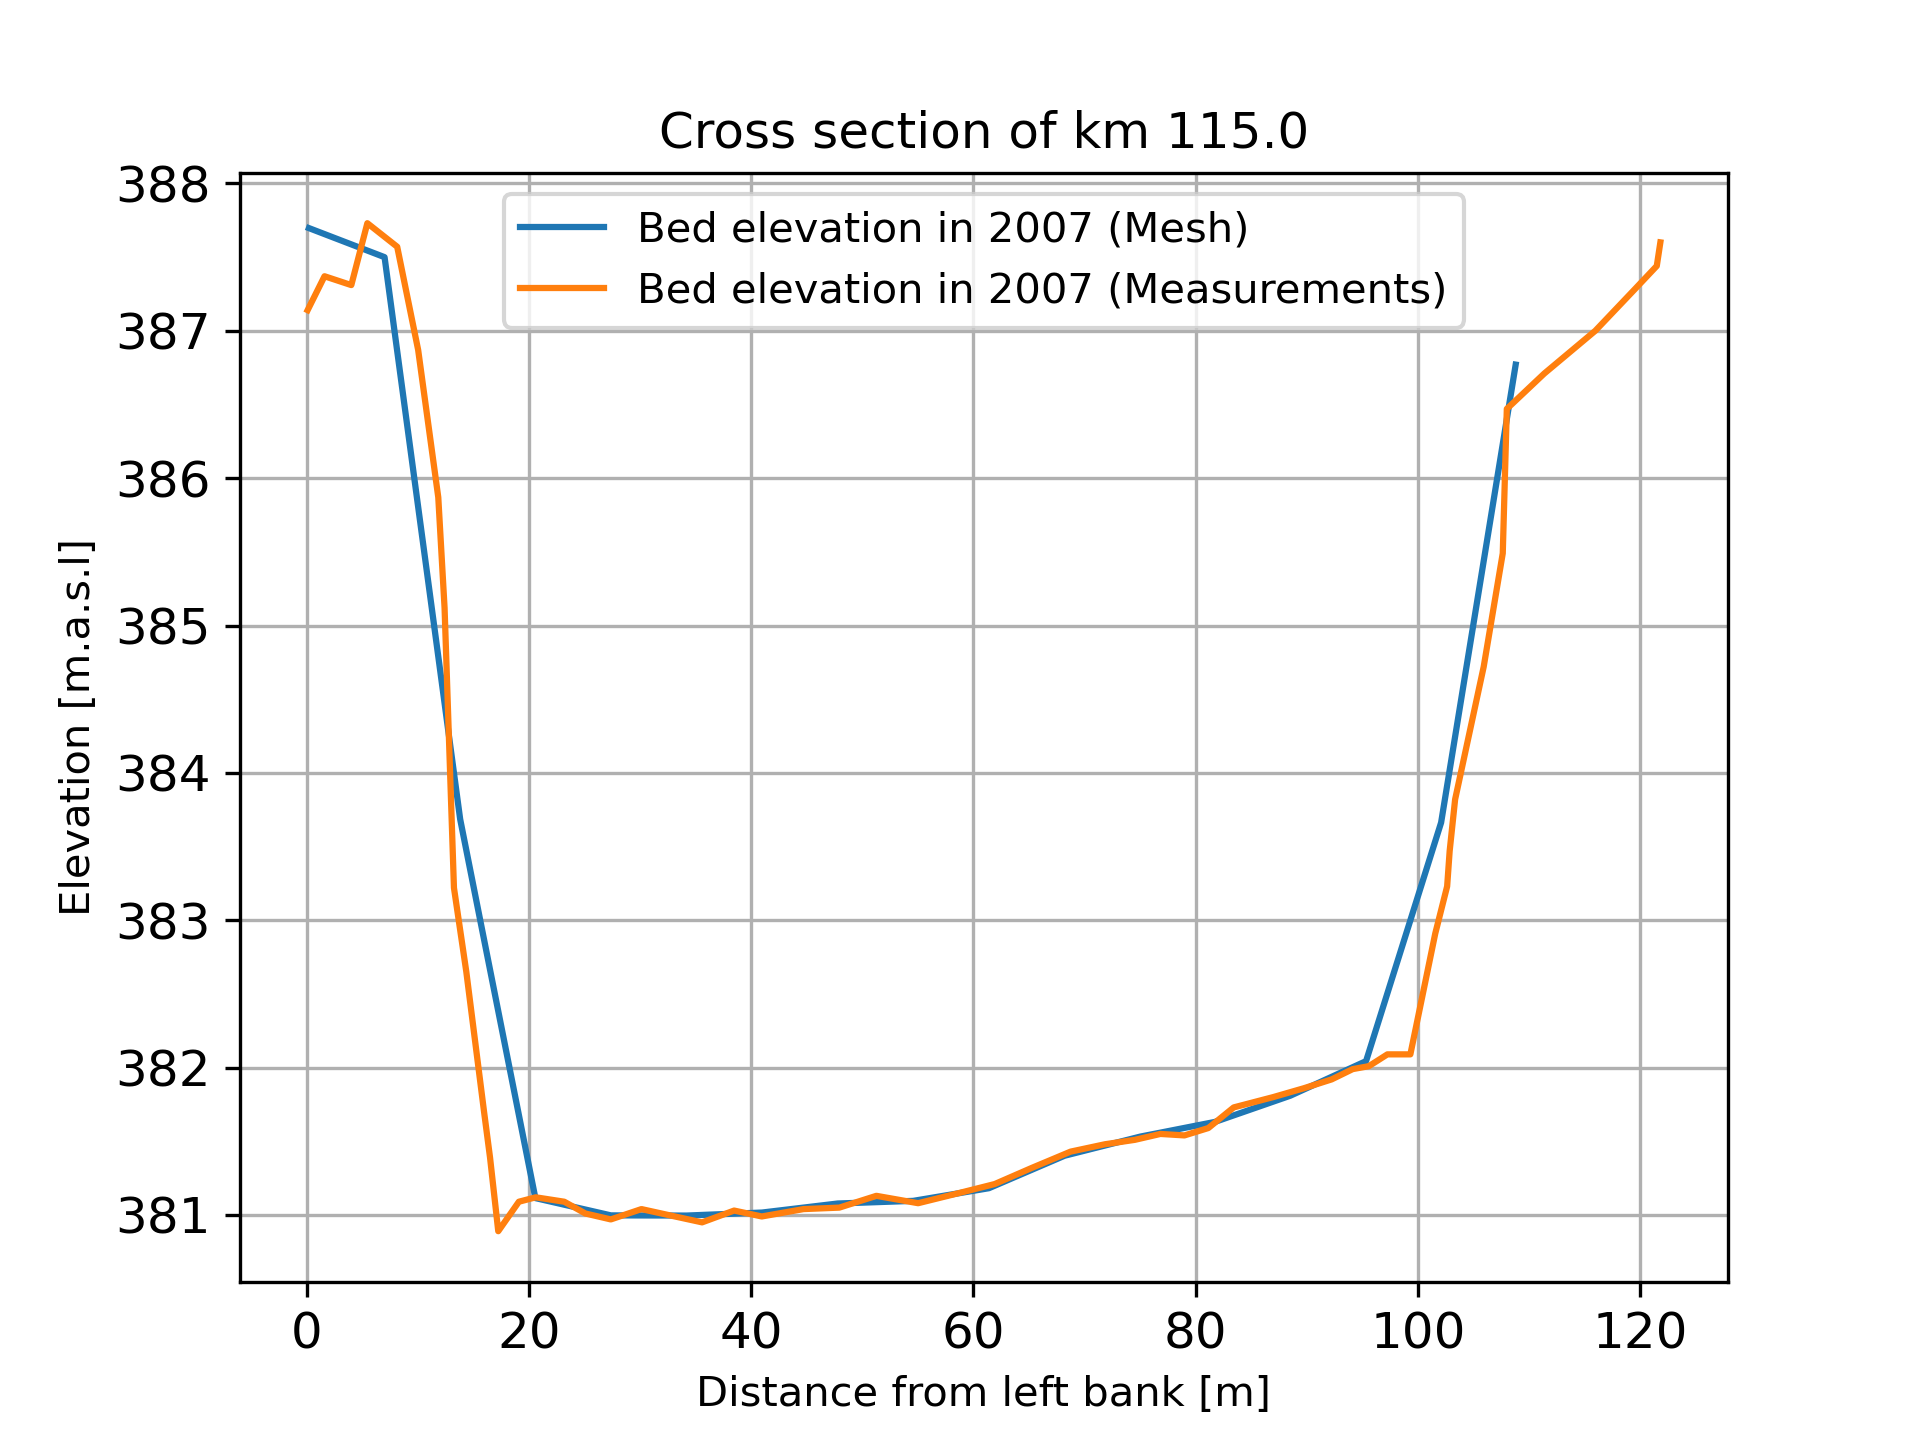 Cross section of km 115.0
388
387
386
385
384
383
382
381
Elevation [m.a.s.l]
Bed elevation in 2007 (Mesh)
Bed elevation in 2007 (Measurements)
0 20 40 60 80 100 120
Distance from left bank [m]